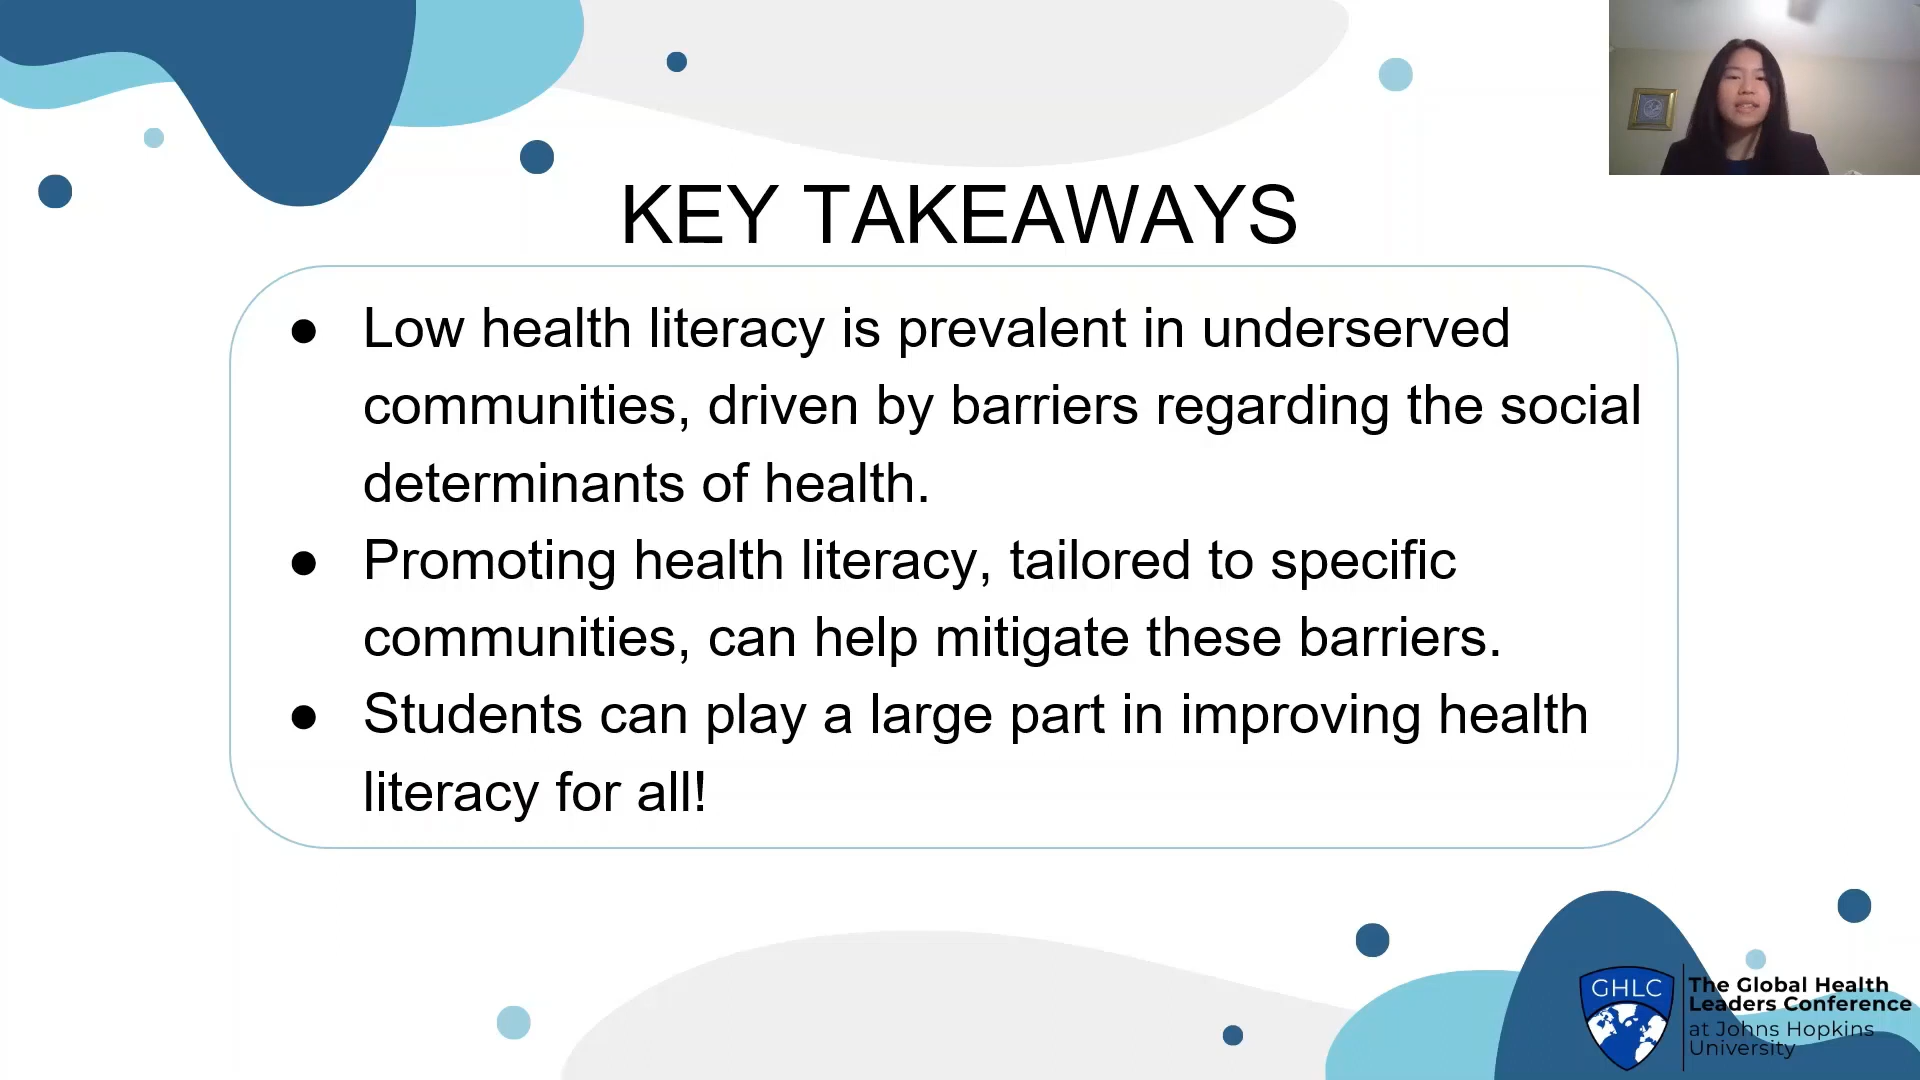 KEY TAKEAWAYS
● Low health literacy is prevalent in underserved
communities, driven by barriers regarding the social
determinants of health.
● Promoting health literacy, tailored to specific
communities, can help mitigate these barriers.
● Students can play a large part in improving health
literacy for all!
GHLC
The Global Health
Leaders Conference
at Johns Hopkins
University